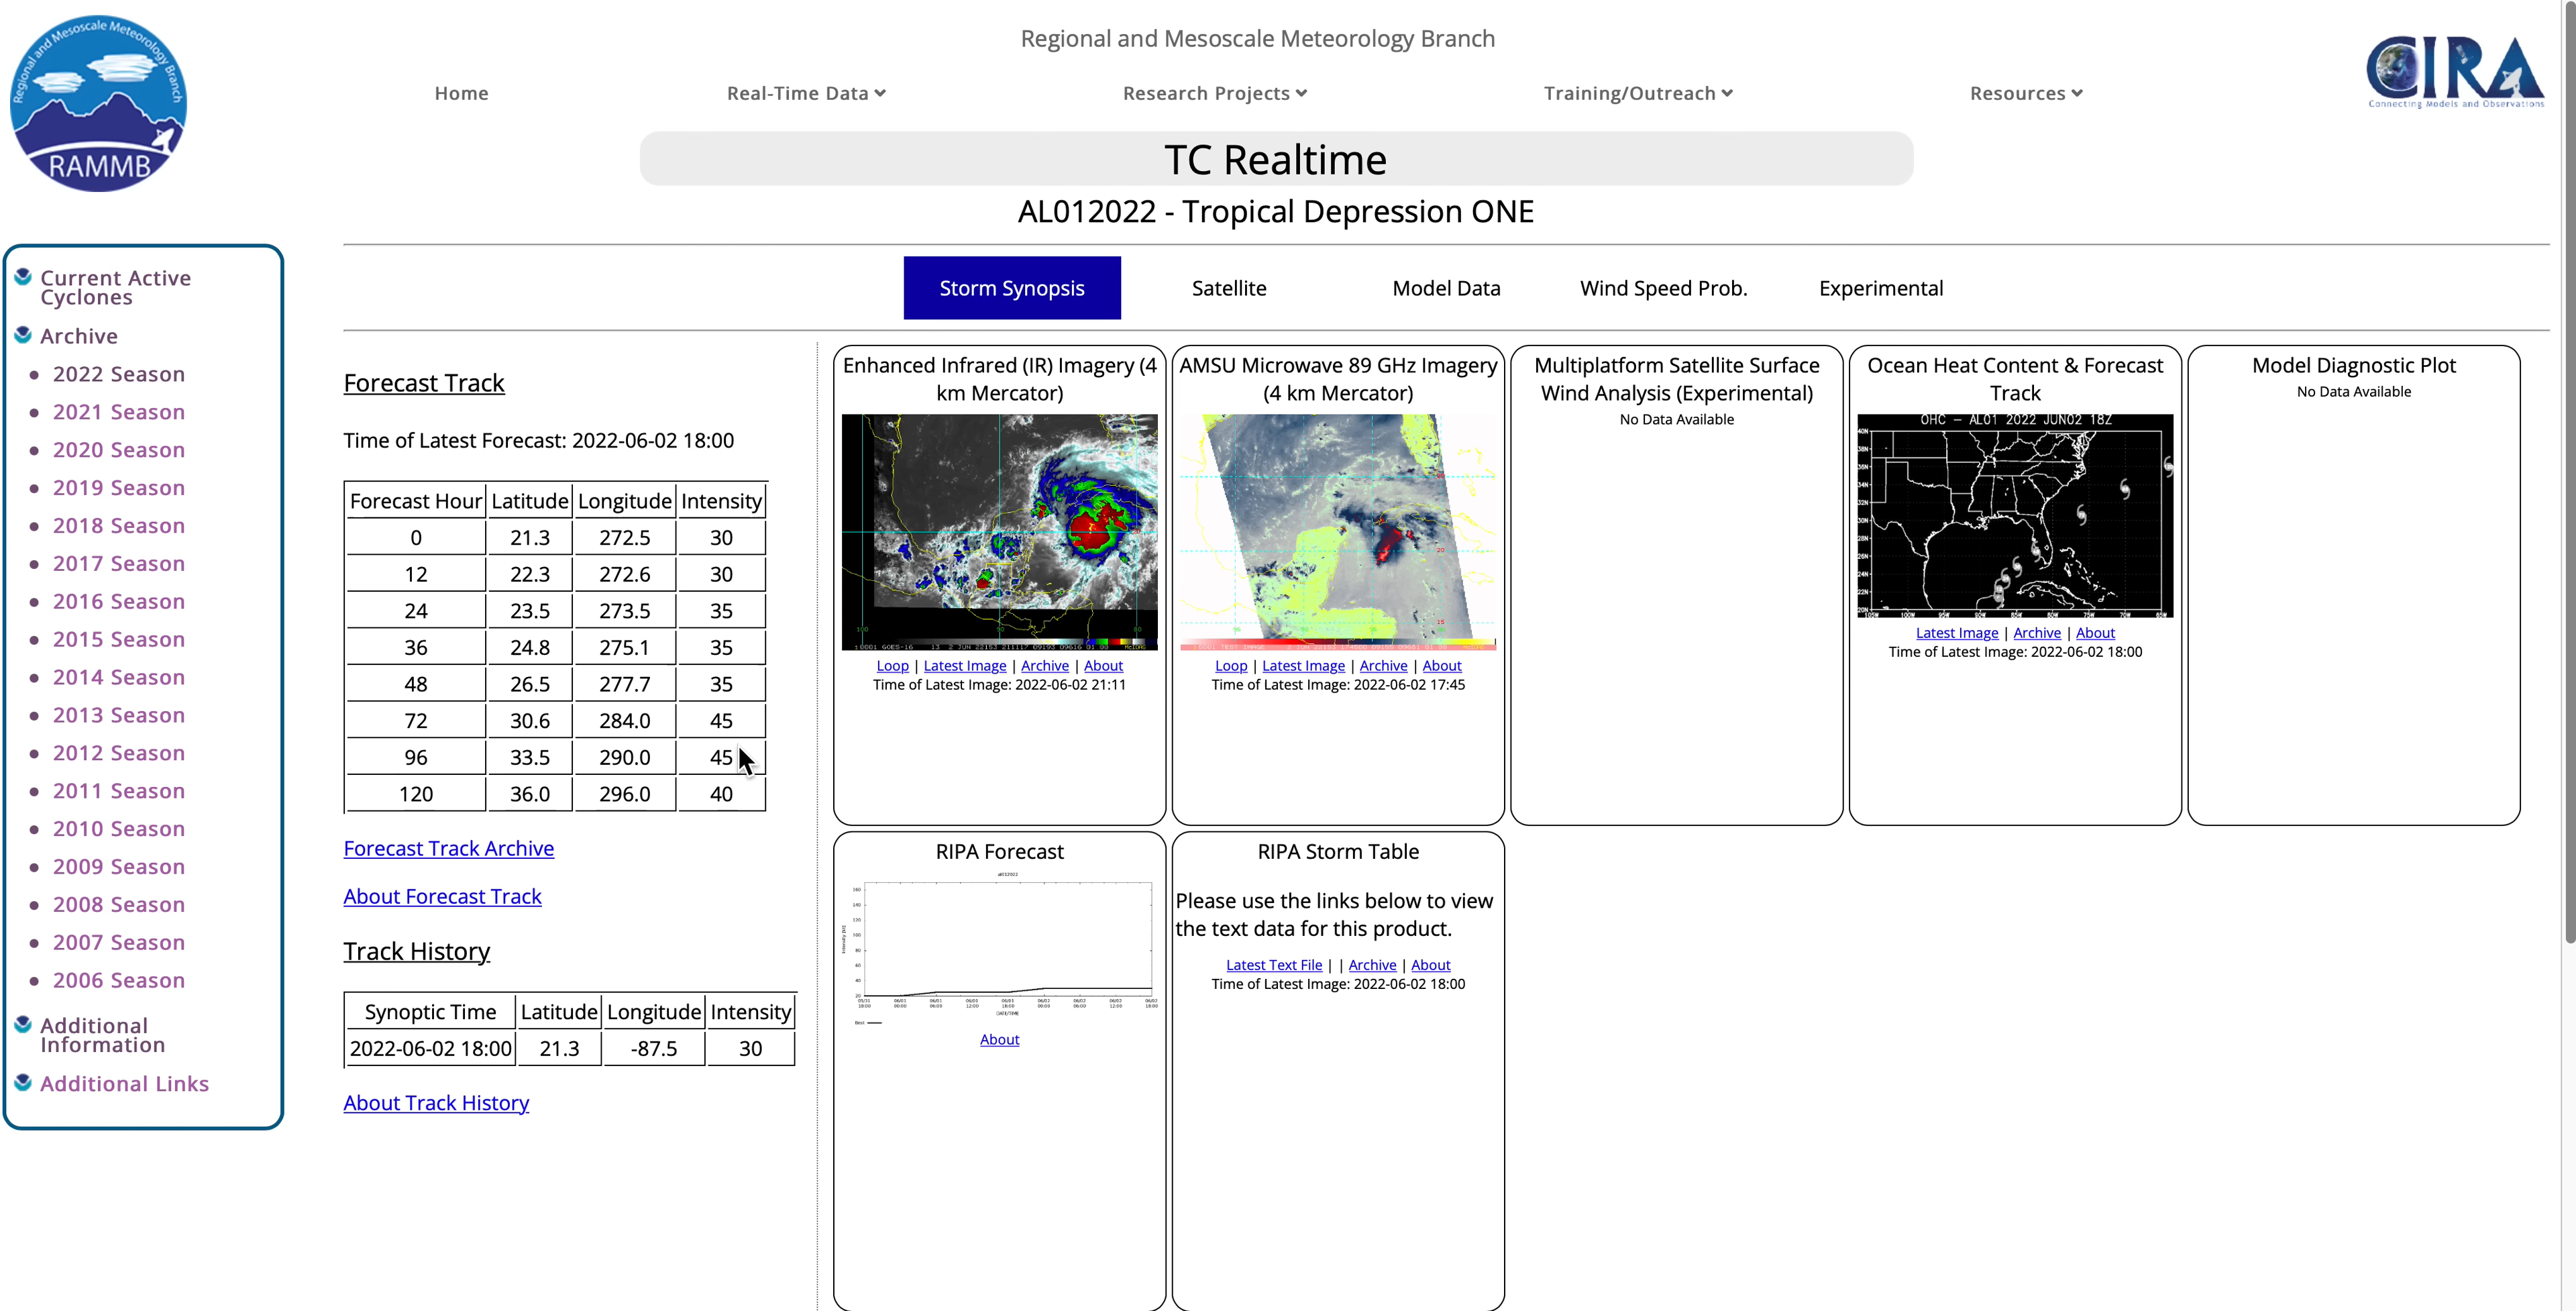 Regional and Mesoscale Meteorology Branch
RAMMB
Regional and Mesoscale Meteorology Branch
CIRA
Connecting Models and Observations
Home
Real-Time Data
Research Projects
Training/Outreach
Resources
TC Realtime
AL012022 - Tropical Depression ONE
Current Active
Cyclones
Archive
2022 Season
2021 Season
2020 Season
2019 Season
2018 Season
2017 Season
2016 Season
2015 Season
2014 Season
2013 Season
2012 Season
2011 Season
2010 Season
2009 Season
2008 Season
2007 Season
2006 Season
Additional
Information
Additional Links
Storm Synopsis
Satellite
Model Data
Wind Speed Prob.
Experimental
Forecast Track
Time of Latest Forecast: 2022-06-02 18:00
Forecast Hour Latitude Longitude Intensity
0 21.3 272.5 30
12 22.3 272.6 30
24 23.5 273.5 35
36 24.8 275.1 35
48 26.5 277.7 35
72 30.6 284.0 45
96 33.5 290.0 45
120 36.0 296.0 40
Forecast Track Archive
About Forecast Track
Track History
Synoptic Time Latitude Longitude Intensity
2022-06-02 18:00 21.3 -87.5 30
About Track History
Enhanced Infrared (IR) Imagery (4
km Mercator)
Loop | Latest Image | Archive | About
Time of Latest Image: 2022-06-02 21:11
AMSU Microwave 89 GHz Imagery
(4 km Mercator)
Loop | Latest Image | Archive | About
Time of Latest Image: 2022-06-02 17:45
Multiplatform Satellite Surface
Wind Analysis (Experimental)
No Data Available
Ocean Heat Content & Forecast
Track
OHC - AL01 2022 JUN02 18Z
Latest Image | Archive | About
Time of Latest Image: 2022-06-02 18:00
Model Diagnostic Plot
No Data Available
RIPA Forecast
About
RIPA Storm Table
Please use the links below to view
the text data for this product.
Latest Text File | | Archive | About
Time of Latest Image: 2022-06-02 18:00